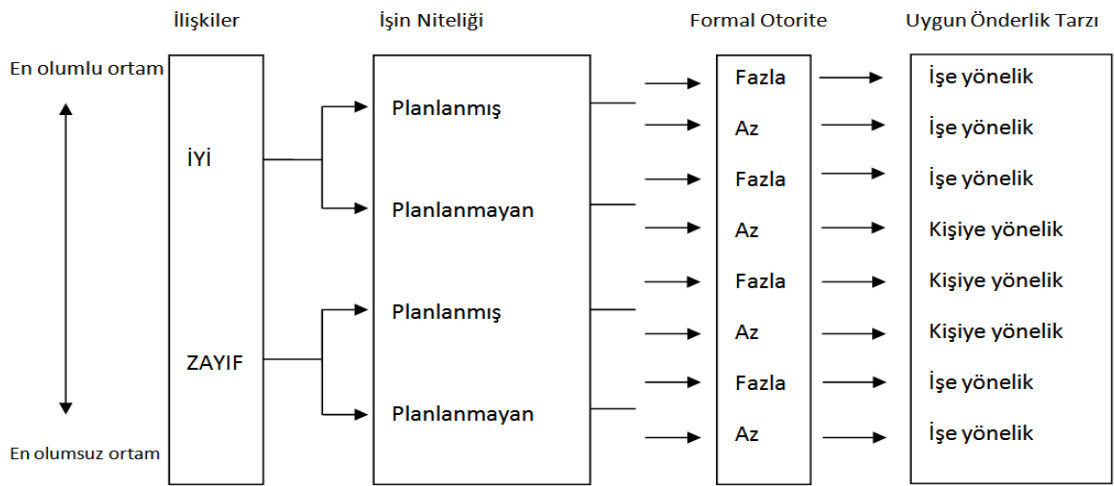 İlişkiler İşin Niteliği Formal Otorite Uygun Önderlik Tarzı
En olumlu ortam
Fazla İşe yönelik
Planlanmış
Az İşe yönelik
İYİ
Fazla İşe yönelik
Planlanmayan
Az Kişiye yönelik
Fazla Kişiye yönelik
Planlanmış
Az Kişiye yönelik
ZAYIF
Fazla İşe yönelik
Planlanmayan
Az İşe yönelik
En olumsuz ortam